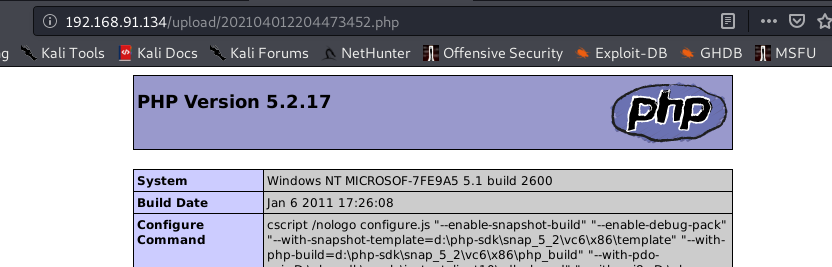 192.168.91.134/upload/202104012204473452.php
Kali Tools Kali Docs Kali Forums NetHunter Offensive Security Exploit-DB GHDB MSFU
PHP Version 5.2.17
php
System Windows NT MICROSOF-7FE9A5 5.1 build 2600
Build Date Jan 6 2011 17:26:08
Configure Command cscript /nologo configure.js "--enable-snapshot-build" "--enable-debug-pack"
"--with-snapshot-template=d:\php-sdk\snap_5_2\vc6\x86\template" "--with-
php-build=d:\php-sdk\snap_5_2\vc6\x86\php_build" "--with-pdo-